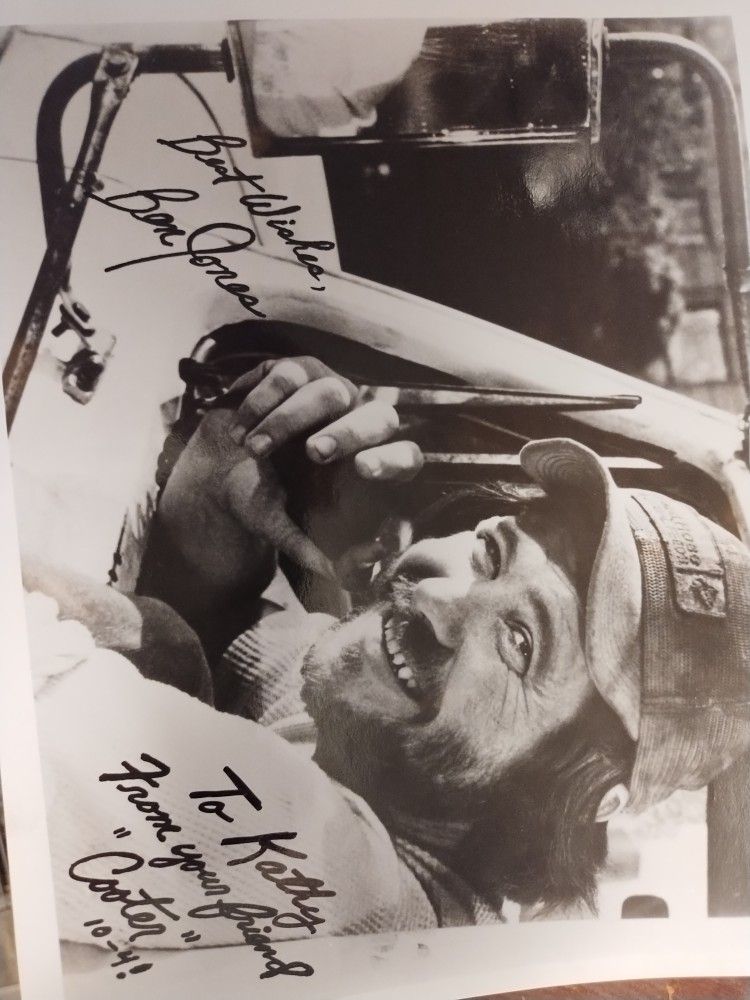 Best Wishes,
Ben Jones
To Kathy
From your friend
"Cooter"
10-4!